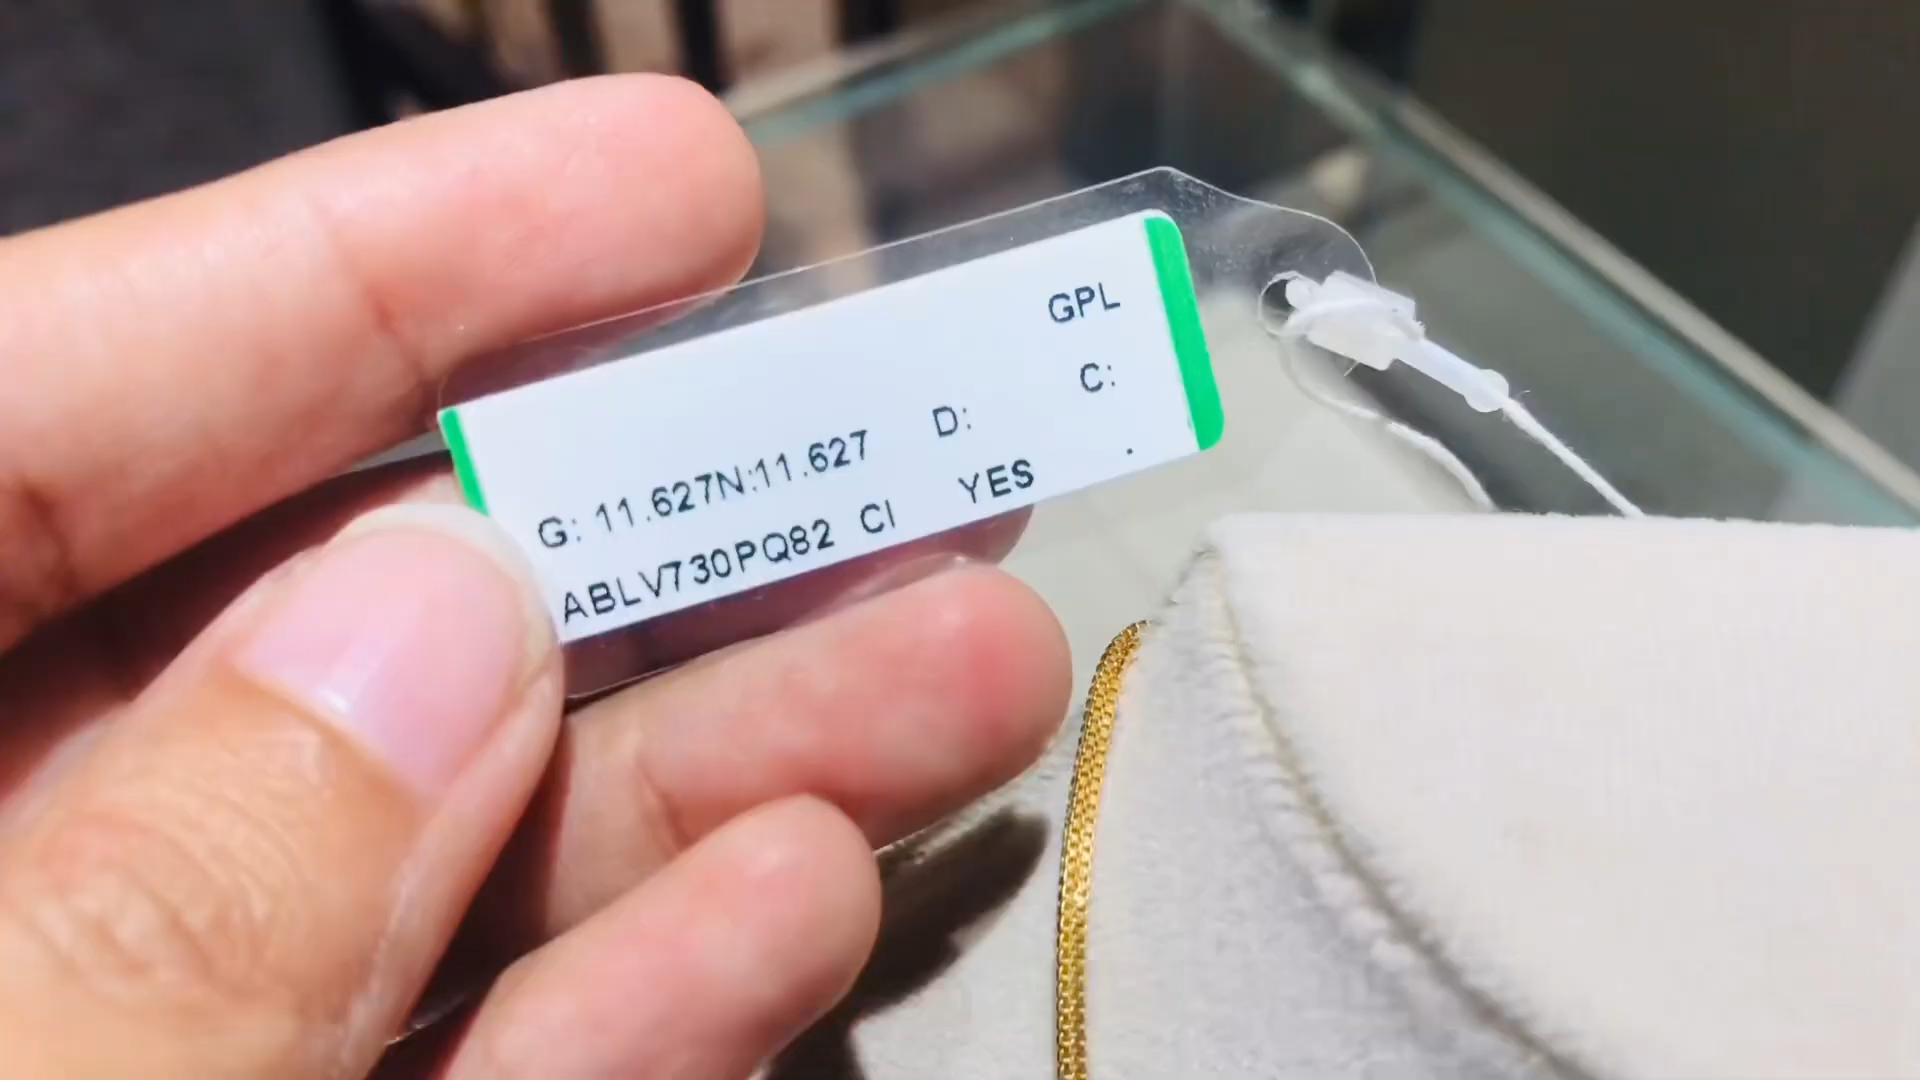 GPL
C:
G: 11.627N:11.627 D:
ABLV730PQ82 CI YES .